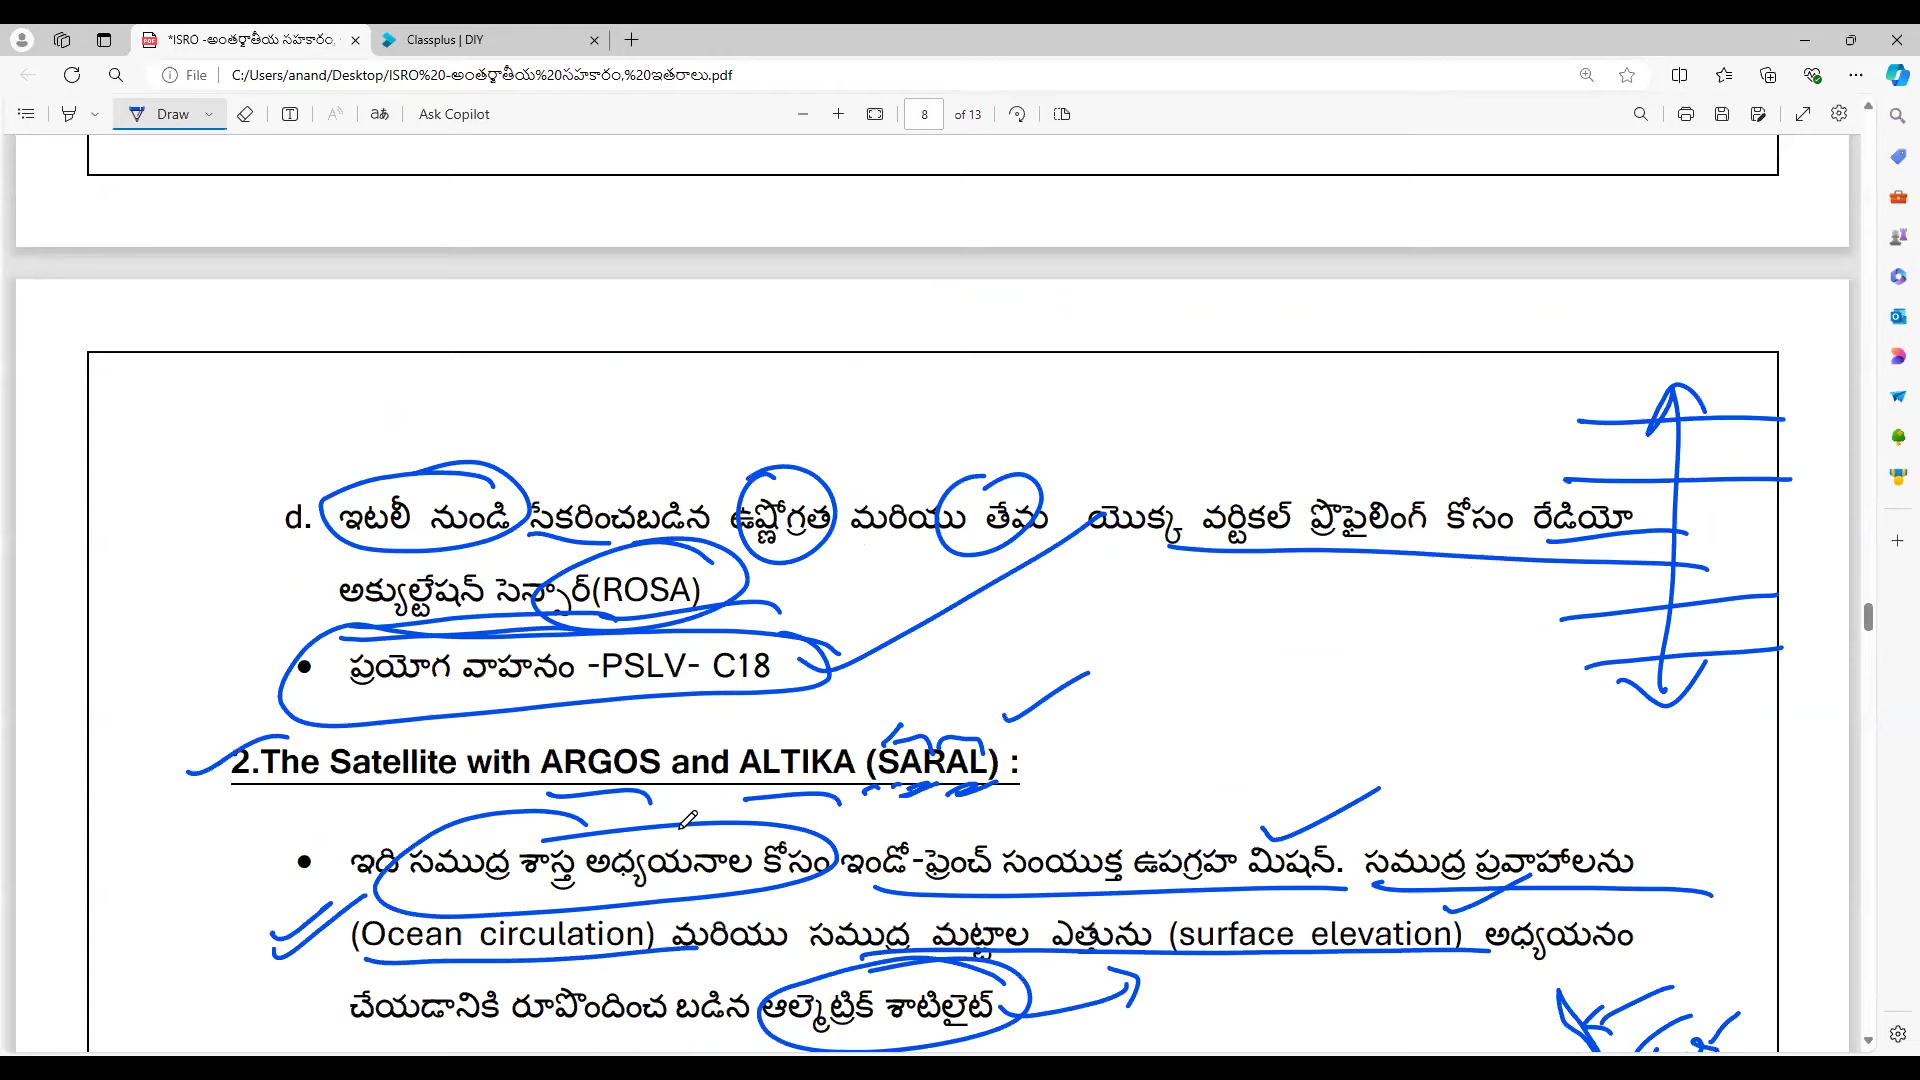 *ISRO -అంతర్జాతీయ సహకారం,
Classplus | DIY
File
C:/Users/anand/Desktop/ISRO%20-అంతర్జాతీయ%20సహకారం,%20ఇతరాలు.pdf
Draw
Ask Copilot
8 of 13
d. ఇటలీ నుండి సేకరించబడిన ఉష్ణోగ్రత మరియు తేమ యొక్క వర్టికల్ ప్రొఫైలింగ్ కోసం రేడియో
అక్యుల్టేషన్ సెన్సార్(ROSA)
• ప్రయోగ వాహనం -PSLV- C18
2.The Satellite with ARGOS and ALTIKA (SARAL) :
• ఇది సముద్ర శాస్త్ర అధ్యయనాల కోసం ఇండో-ఫ్రెంచ్ సంయుక్త ఉపగ్రహ మిషన్. సముద్ర ప్రవాహాలను
(Ocean circulation) మరియు సముద్ర మట్టాల ఎత్తును (surface elevation) అధ్యయనం
చేయడానికి రూపొందించ బడిన ఆల్మెట్రిక్ శాటిలైట్